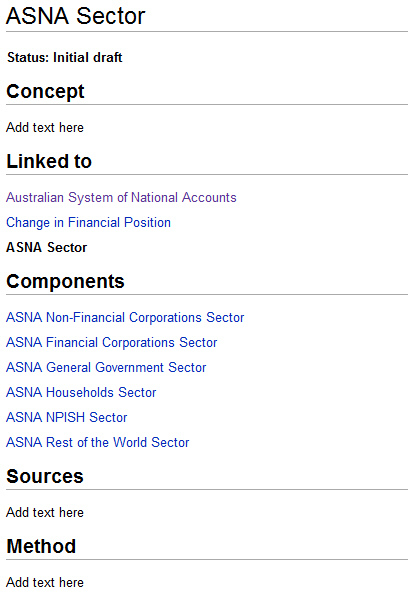 ASNA Sector
Status: Initial draft
Concept
Add text here
Linked to
Australian System of National Accounts
Change in Financial Position
ASNA Sector
Components
ASNA Non-Financial Corporations Sector
ASNA Financial Corporations Sector
ASNA General Government Sector
ASNA Households Sector
ASNA NPISH Sector
ASNA Rest of the World Sector
Sources
Add text here
Method
Add text here